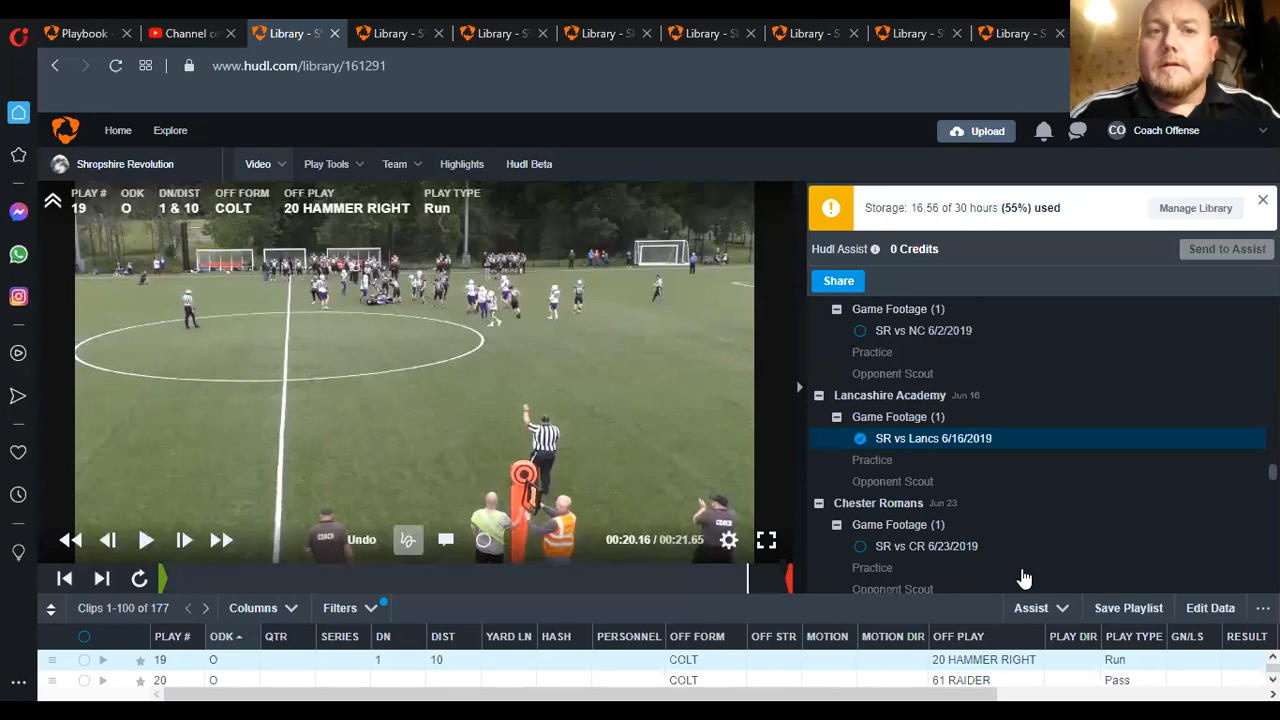 Playbook
Channel co
Library - S
Library - S
Library - S
Library - S
Library - S
Library - S
Library - S
Library - S
www.hudl.com/library/161291
Home
Explore
Upload
CO
Coach Offense
Shropshire Revolution
Video
Play Tools
Team
Highlights
Hudl Beta
PLAY # ODK DN/DIST OFF FORM OFF PLAY PLAY TYPE
19 O 1 & 10 COLT 20 HAMMER RIGHT Run
Storage: 16.56 of 30 hours (55%) used
Manage Library
Hudl Assist 0 Credits
Send to Assist
Share
Game Footage (1)
SR vs NC 6/2/2019
Practice
Opponent Scout
Lancashire Academy Jun 16
Game Footage (1)
SR vs Lancs 6/16/2019
Practice
Opponent Scout
Chester Romans Jun 23
Game Footage (1)
SR vs CR 6/23/2019
Practice
Opponent Scout
COACH
COACH
Undo
00:20.16 / 00:21.65
Clips 1-100 of 177
Columns
Filters
Assist
Save Playlist
Edit Data
PLAY # ODK QTR SERIES DN DIST YARD LN HASH PERSONNEL OFF FORM OFF STR MOTION MOTION DIR OFF PLAY PLAY DIR PLAY TYPE GN/LS RESULT
19 O 1 10 COLT 20 HAMMER RIGHT Run
20 O COLT 61 RAIDER Pass